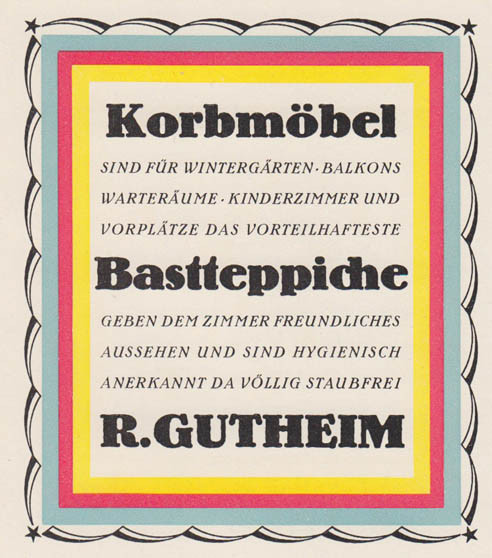 Korbmöbel
SIND FÜR WINTERGÄRTEN · BALKONS
WARTERÄUME · KINDERZIMMER UND
VORPLÄTZE DAS VORTEILHAFTESTE
Bastteppiche
GEBEN DEM ZIMMER FREUNDLICHES
AUSSEHEN UND SIND HYGIENISCH
ANERKANNT DA VÖLLIG STAUBFREI
R. GUTHEIM